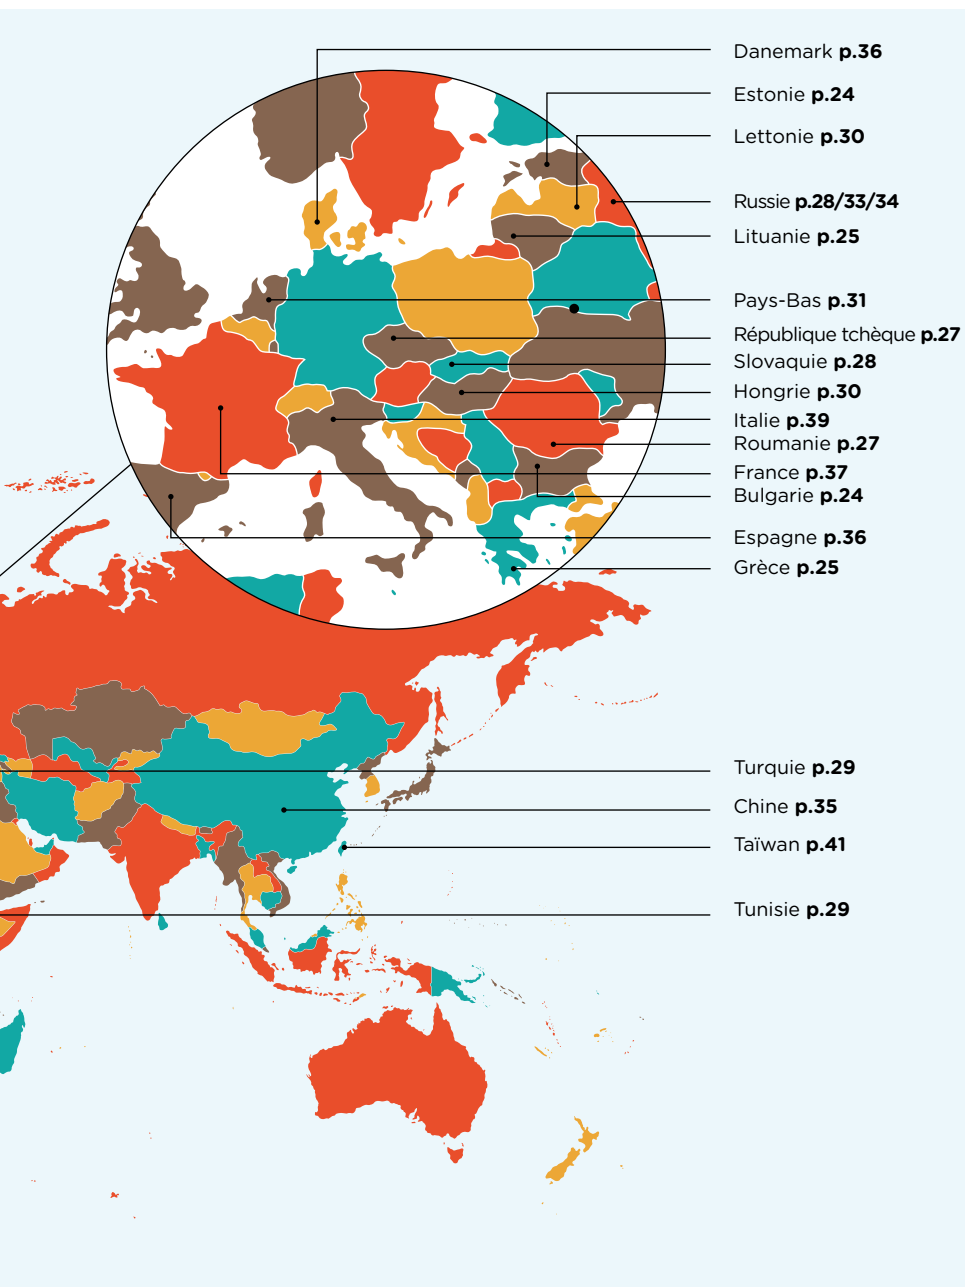 Danemark p.36
Estonie p.24
Lettonie p.30
Russie p.28/33/34
Lituanie p.25
Pays-Bas p.31
République tchèque p.27
Slovaquie p.28
Hongrie p.30
Italie p.39
Roumanie p.27
France p.37
Bulgarie p.24
Espagne p.36
Grèce p.25
Turquie p.29
Chine p.35
Taïwan p.41
Tunisie p.29